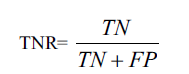 TNR= TN / TN + FP